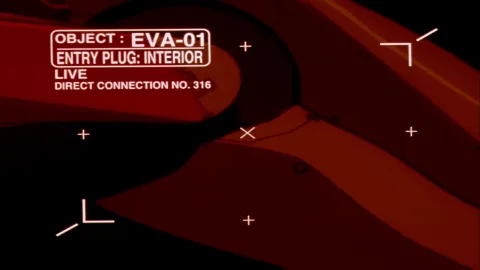 OBJECT : EVA-01
ENTRY PLUG: INTERIOR
LIVE
DIRECT CONNECTION NO. 316